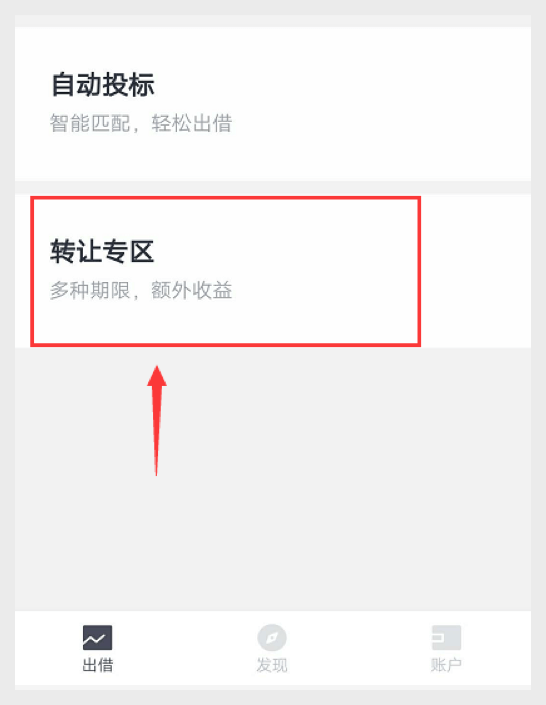 自动投标
智能匹配，轻松出借
转让专区
多种期限，额外收益
出借
发现
账户